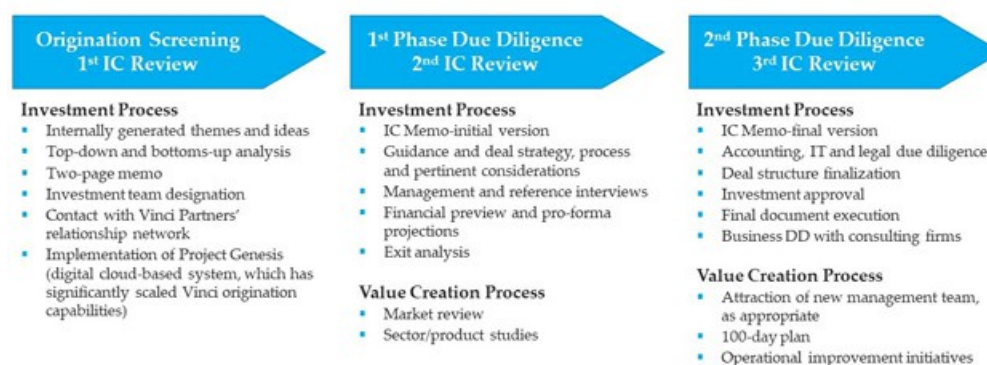 Origination Screening
1st IC Review
Investment Process
▪ Internally generated themes and ideas
▪ Top-down and bottoms-up analysis
▪ Two-page memo
▪ Investment team designation
▪ Contact with Vinci Partners'
relationship network
▪ Implementation of Project Genesis
(digital cloud-based system, which has
significantly scaled Vinci origination
capabilities)
1st Phase Due Diligence
2nd IC Review
Investment Process
▪ IC Memo-initial version
▪ Guidance and deal strategy, process
and pertinent considerations
▪ Management and reference interviews
▪ Financial preview and pro-forma
projections
▪ Exit analysis
Value Creation Process
▪ Market review
▪ Sector/product studies
2nd Phase Due Diligence
3rd IC Review
Investment Process
▪ IC Memo-final version
▪ Accounting, IT and legal due diligence
▪ Deal structure finalization
▪ Investment approval
▪ Final document execution
▪ Business DD with consulting firms
Value Creation Process
▪ Attraction of new management team,
as appropriate
▪ 100-day plan
▪ Operational improvement initiatives